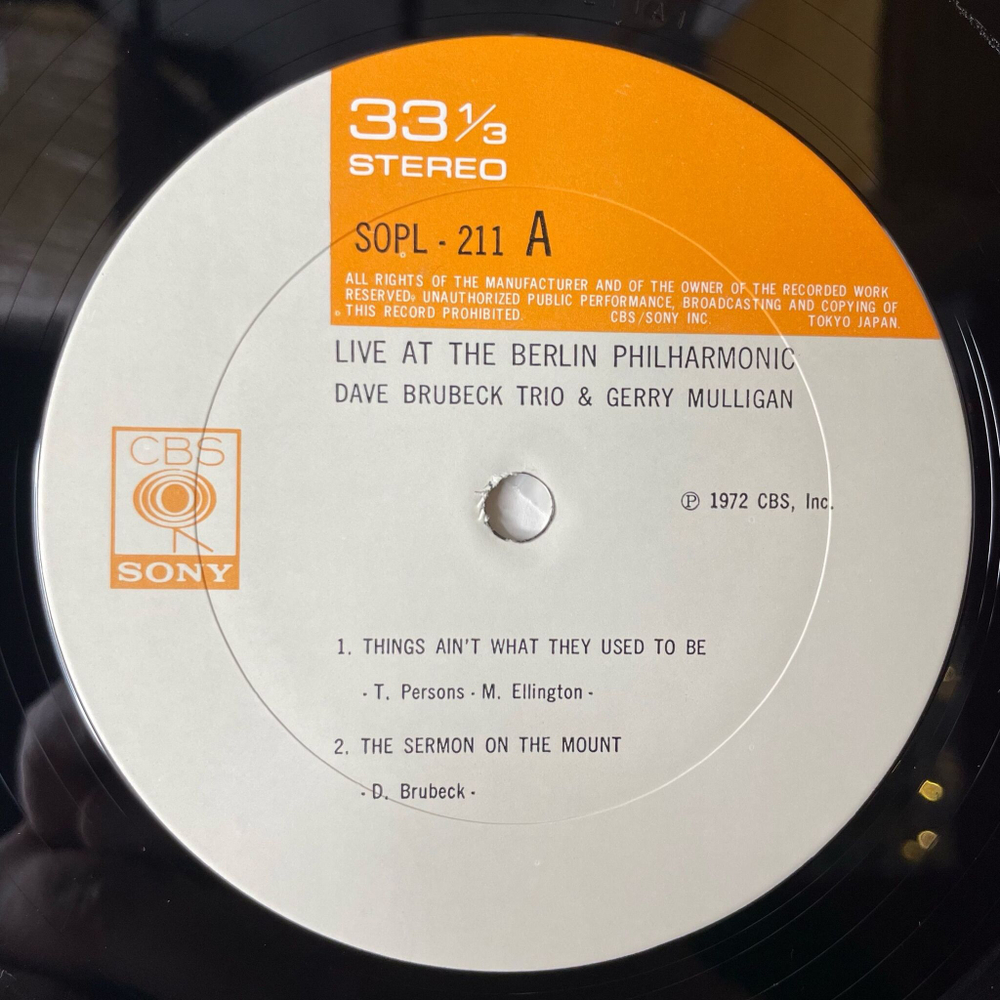 33 1/3
STEREO
SOPL - 211 A
ALL RIGHTS OF THE MANUFACTURER AND OF THE OWNER OF THE RECORDED WORK
RESERVED. UNAUTHORIZED PUBLIC PERFORMANCE, BROADCASTING AND COPYING OF
THIS RECORD PROHIBITED. CBS/SONY INC. TOKYO JAPAN.
LIVE AT THE BERLIN PHILHARMONIC
DAVE BRUBECK TRIO & GERRY MULLIGAN
CBS
SONY
℗ 1972 CBS, Inc.
1. THINGS AIN'T WHAT THEY USED TO BE
- T. Persons - M. Ellington -
2. THE SERMON ON THE MOUNT
- D. Brubeck -